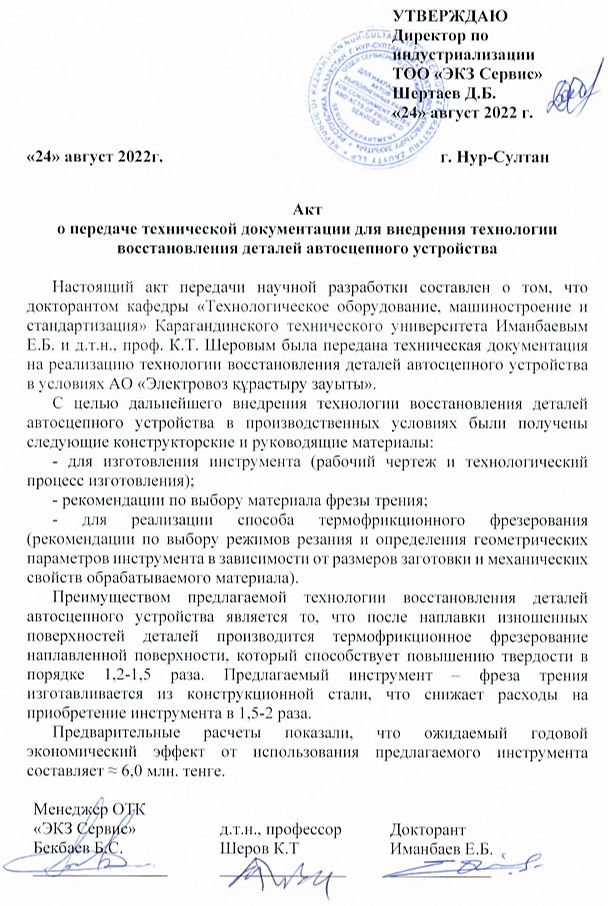 УТВЕРЖДАЮ
Директор по
индустриализации
ТОО «ЭКЗ Сервис»
Шертаев Д.Б.
«24» август 2022 г.
«24» август 2022г.
г. Нур-Султан
Акт
о передаче технической документации для внедрения технологии
восстановления деталей автосцепного устройства
Настоящий акт передачи научной разработки составлен о том, что
докторантом кафедры «Технологическое оборудование, машиностроение и
стандартизация» Карагандинского технического университета Иманбаевым
Е.Б. и д.т.н., проф. К.Т. Шеровым была передана техническая документация
на реализацию технологии восстановления деталей автосцепного устройства
в условиях АО «Электровоз құрастыру зауыты».
С целью дальнейшего внедрения технологии восстановления деталей
автосцепного устройства в производственных условиях были получены
следующие конструкторские и руководящие материалы:
- для изготовления инструмента (рабочий чертеж и технологический
процесс изготовления);
- рекомендации по выбору материала фрезы трения;
- для реализации способа термофрикционного фрезерования
(рекомендации по выбору режимов резания и определения геометрических
параметров инструмента в зависимости от размеров заготовки и механических
свойств обрабатываемого материала).
Преимуществом предлагаемой технологии восстановления деталей
автосцепного устройства является то, что после наплавки изношенных
поверхностей деталей производится термофрикционное фрезерование
наплавленной поверхности, который способствует повышению твердости в
порядке 1,2-1,5 раза. Предлагаемый инструмент – фреза трения
изготавливается из конструкционной стали, что снижает расходы на
приобретение инструмента в 1,5-2 раза.
Предварительные расчеты показали, что ожидаемый годовой
экономический эффект от использования предлагаемого инструмента
составляет ≈ 6,0 млн. тенге.
Менеджер ОТК
«ЭКЗ Сервис»
Бекбаев Б.С.
д.т.н., профессор
Шеров К.Т
Докторант
Иманбаев Е.Б.